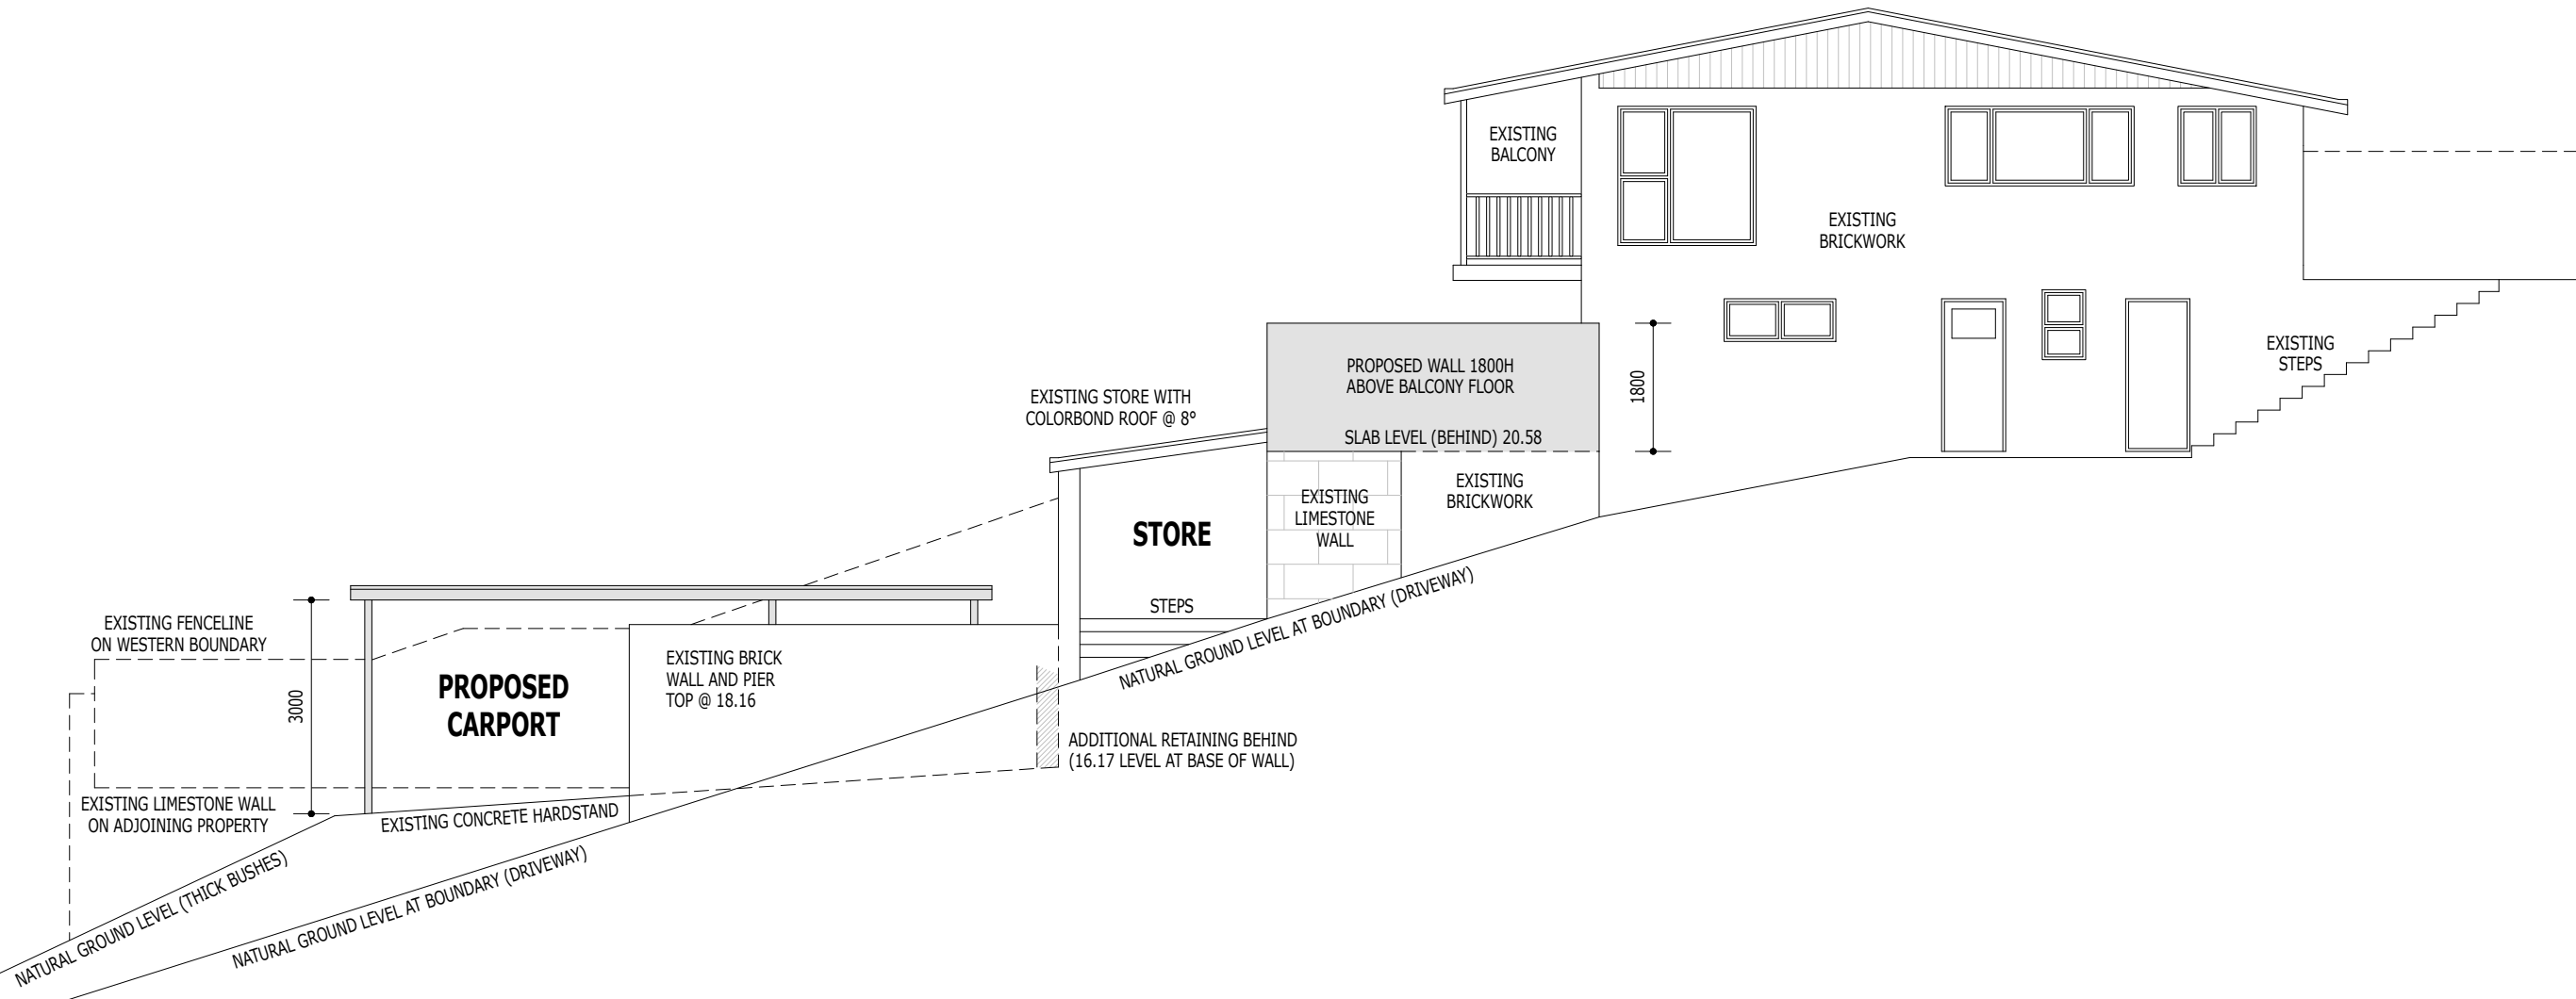 EXISTING
BALCONY
EXISTING
BRICKWORK
EXISTING
STEPS
PROPOSED WALL 1800H
ABOVE BALCONY FLOOR
SLAB LEVEL (BEHIND) 20.58
1800
EXISTING STORE WITH
COLORBOND ROOF @ 8°
EXISTING
LIMESTONE
WALL
EXISTING
BRICKWORK
STORE
STEPS
NATURAL GROUND LEVEL AT BOUNDARY (DRIVEWAY)
EXISTING FENCELINE
ON WESTERN BOUNDARY
3000
PROPOSED
CARPORT
EXISTING BRICK
WALL AND PIER
TOP @ 18.16
ADDITIONAL RETAINING BEHIND
(16.17 LEVEL AT BASE OF WALL)
EXISTING LIMESTONE WALL
ON ADJOINING PROPERTY
EXISTING CONCRETE HARDSTAND
NATURAL GROUND LEVEL (THICK BUSHES)
NATURAL GROUND LEVEL AT BOUNDARY (DRIVEWAY)